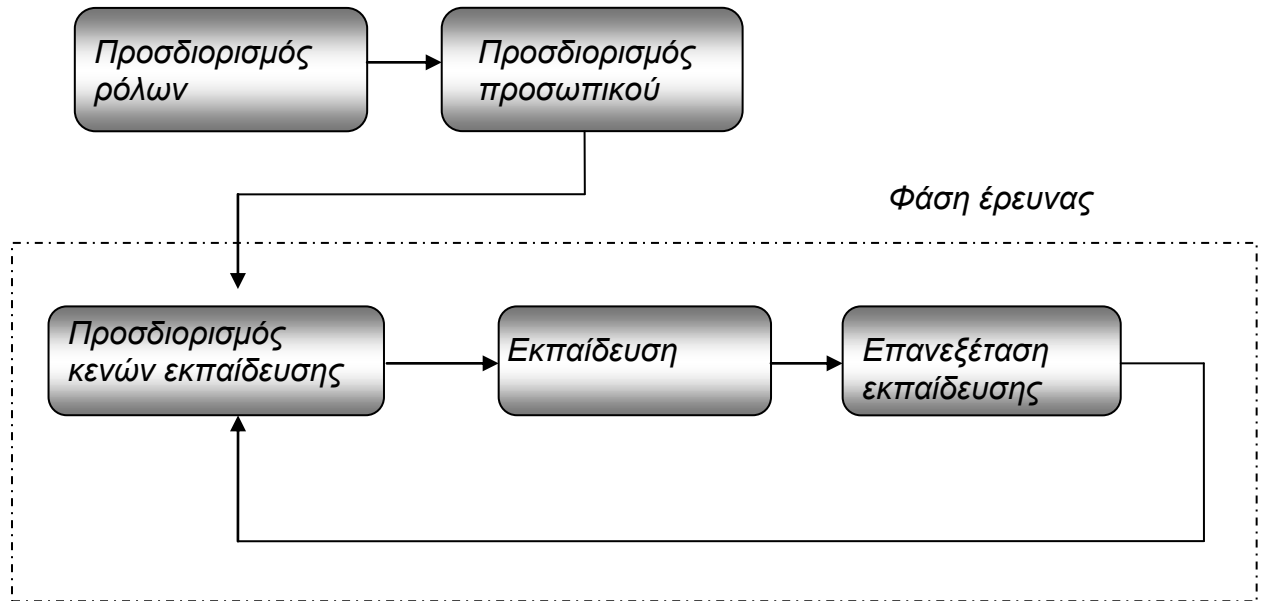 Προσδιορισμός
ρόλων
Προσδιορισμός
προσωπικού
Φάση έρευνας
Προσδιορισμός
κενών εκπαίδευσης
Εκπαίδευση
Επανεξέταση
εκπαίδευσης